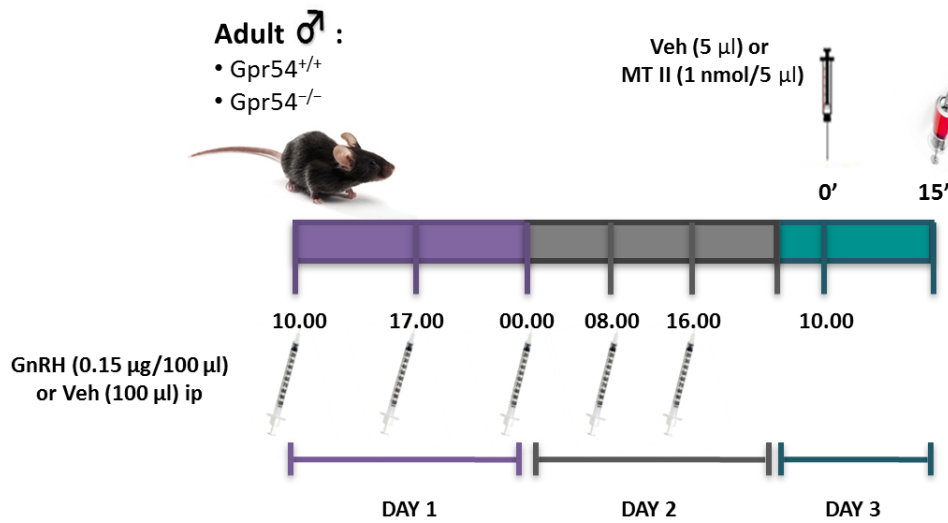 Adult ♂ :
• Gpr54+/+
• Gpr54−/−
Veh (5 µl) or
MT II (1 nmol/5 µl)
0’
15’
10.00
17.00
00.00
08.00
16.00
10.00
GnRH (0.15 µg/100 µl)
or Veh (100 µl) ip
DAY 1
DAY 2
DAY 3